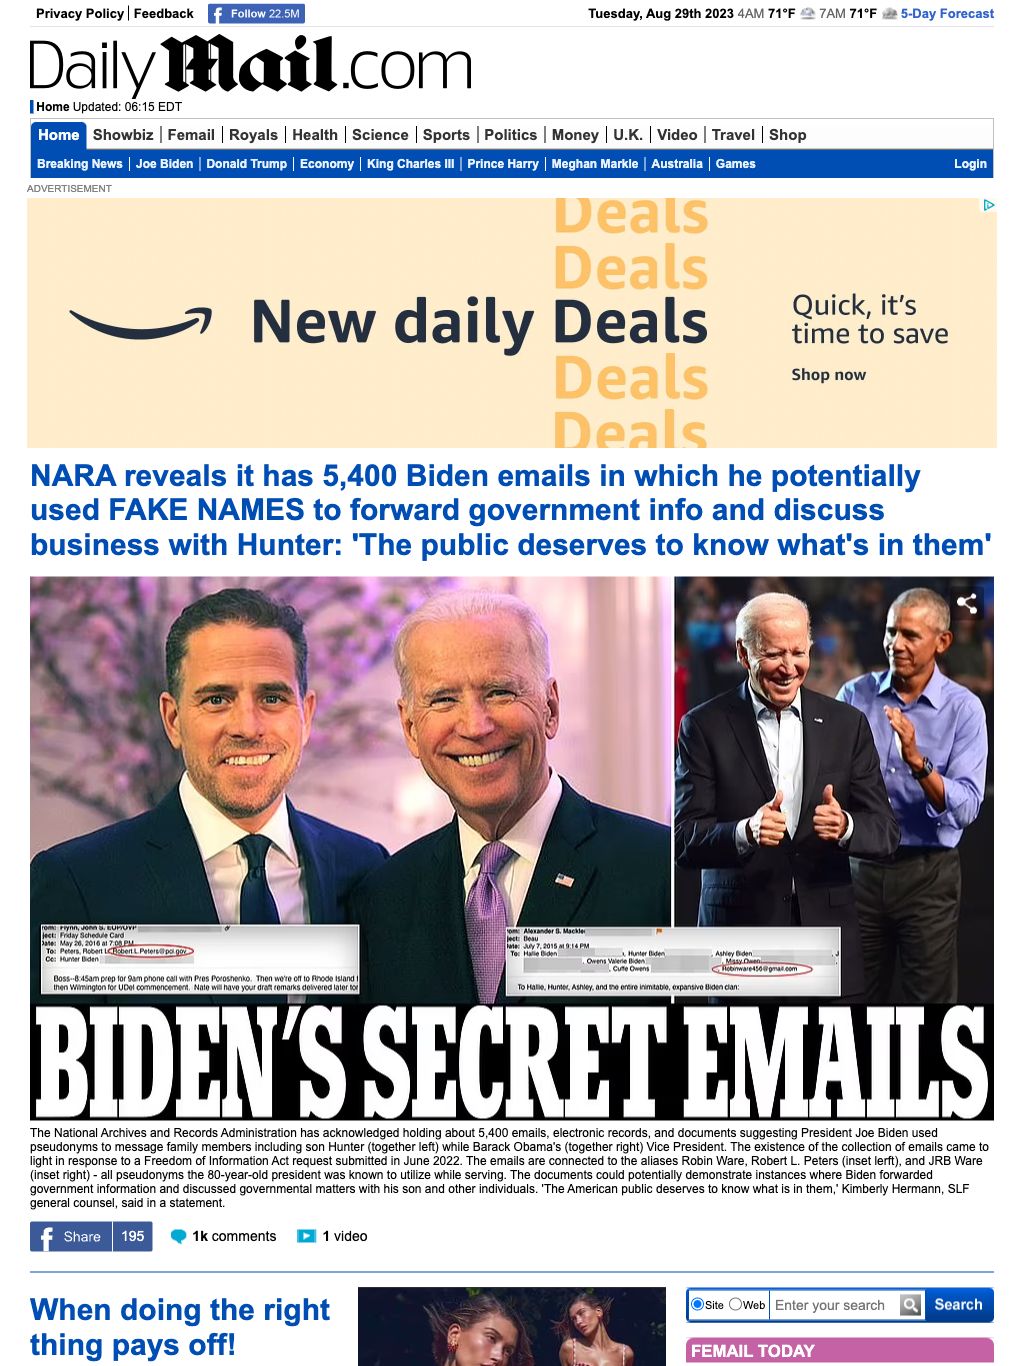 Privacy Policy Feedback Follow 22.5M Tuesday, Aug 29th 2023 4AM 71°F 7AM 71°F 5-Day Forecast
DailyMail.com
Home Updated: 06:15 EDT
Home Showbiz Femail Royals Health Science Sports Politics Money U.K. Video Travel Shop
Breaking News Joe Biden Donald Trump Economy King Charles III Prince Harry Meghan Markle Australia Games Login
ADVERTISEMENT
Deals
Deals
New daily Deals
Deals
Deals
Quick, it's
time to save
Shop now
NARA reveals it has 5,400 Biden emails in which he potentially
used FAKE NAMES to forward government info and discuss
business with Hunter: 'The public deserves to know what's in them'
rom: Flynn, John S. EOP/OVP
ject: Friday Schedule Card
Date: May 26, 2016 at 7:08 PM
To: Peters, Robert L Robert.L.Peters@pci.gov
Cc: Hunter Biden
Boss--8:45am prep for 9am phone call with Pres Poroshenko. Then we're off to Rhode Island f
then Wilmington for UDel commencement. Nate will have your draft remarks delivered later tor
rom: Alexander S. Mackler
ject: Beau
Date: July 7, 2015 at 9:14 PM
To: Hallie Biden , Hunter Biden , Ashley Biden J
, Owens Valerie Biden , Missy Owen
, Cuffe Owens , Robinware456@gmail.com
To Hallie, Hunter, Ashley, and the entire inimitable, expansive Biden clan:
BIDEN'S SECRET EMAILS
The National Archives and Records Administration has acknowledged holding about 5,400 emails, electronic records, and documents suggesting President Joe Biden used
pseudonyms to message family members including son Hunter (together left) while Barack Obama's (together right) Vice President. The existence of the collection of emails came to
light in response to a Freedom of Information Act request submitted in June 2022. The emails are connected to the aliases Robin Ware, Robert L. Peters (inset lerft), and JRB Ware
(inset right) - all pseudonyms the 80-year-old president was known to utilize while serving. The documents could potentially demonstrate instances where Biden forwarded
government information and discussed governmental matters with his son and other individuals. 'The American public deserves to know what is in them,' Kimberly Hermann, SLF
general counsel, said in a statement.
Share 195 1k comments 1 video
When doing the right
thing pays off!
Site Web Enter your search Search
FEMAIL TODAY